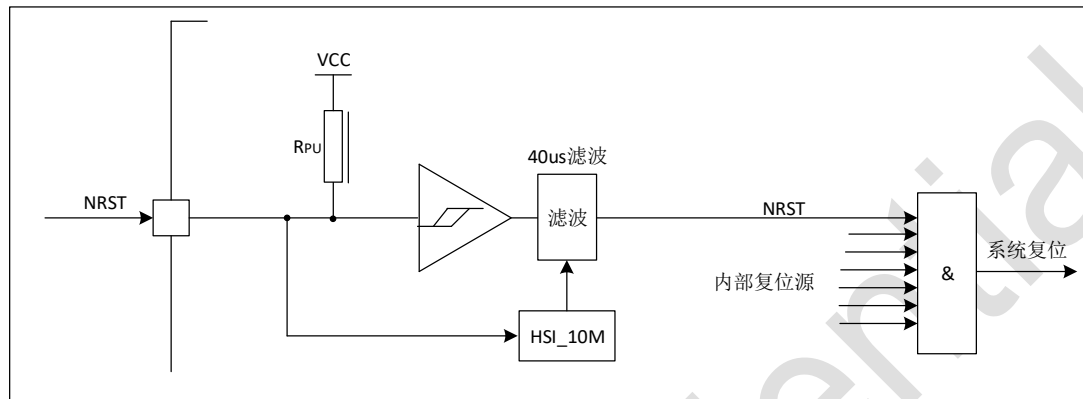 VCC
RPU
40us滤波
NRST
滤波
NRST
系统复位
内部复位源
&
HSI_10M
ential